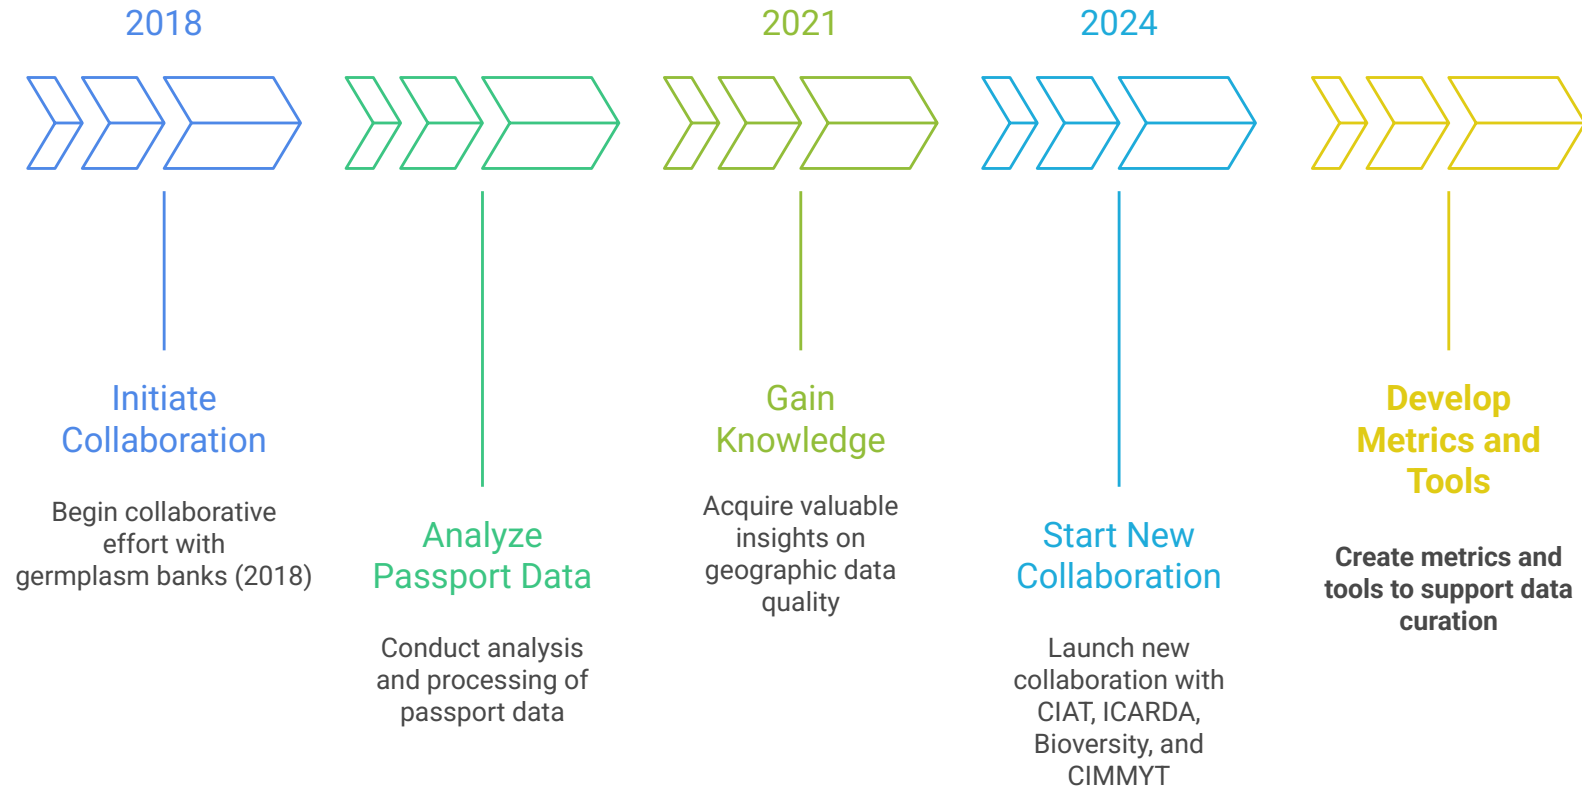 2018
2021
2024
Initiate
Collaboration
Begin collaborative
effort with
germplasm banks (2018)
Analyze
Passport Data
Conduct analysis
and processing of
passport data
Gain
Knowledge
Acquire valuable
insights on
geographic data
quality
Start New
Collaboration
Launch new
collaboration with
CIAT, ICARDA,
Bioversity, and
CIMMYT
Develop
Metrics and
Tools
Create metrics and
tools to support data
curation